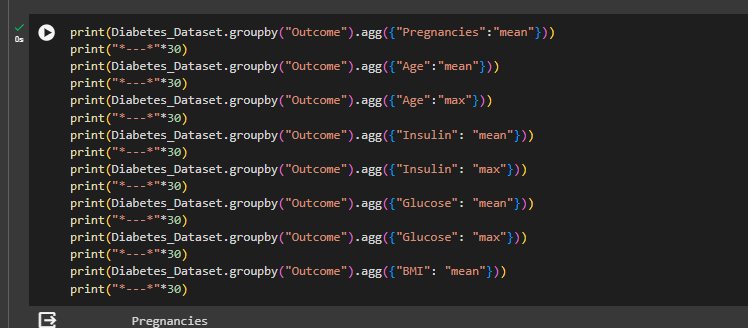 print(Diabetes_Dataset.groupby("Outcome").agg({"Pregnancies":"mean"}))
print("*---*"*30)
print(Diabetes_Dataset.groupby("Outcome").agg({"Age":"mean"}))
print("*---*"*30)
print(Diabetes_Dataset.groupby("Outcome").agg({"Age":"max"}))
print("*---*"*30)
print(Diabetes_Dataset.groupby("Outcome").agg({"Insulin": "mean"}))
print("*---*"*30)
print(Diabetes_Dataset.groupby("Outcome").agg({"Insulin": "max"}))
print("*---*"*30)
print(Diabetes_Dataset.groupby("Outcome").agg({"Glucose": "mean"}))
print("*---*"*30)
print(Diabetes_Dataset.groupby("Outcome").agg({"Glucose": "max"}))
print("*---*"*30)
print(Diabetes_Dataset.groupby("Outcome").agg({"BMI": "mean"}))
print("*---*"*30)
0s
Pregnancies